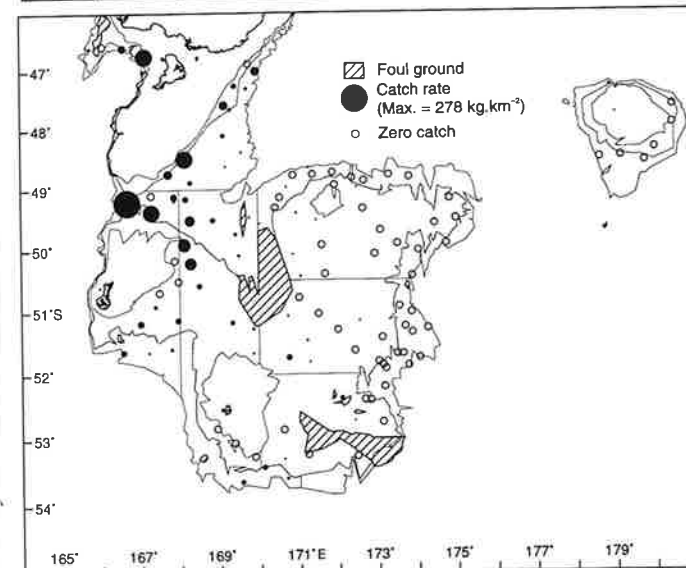 Foul ground
Catch rate
(Max. = 278 kg.km⁻²)
Zero catch
47°
48°
49°
50°
51°S
52°
53°
54°
165° 167° 169° 171°E 173° 175° 177° 179°